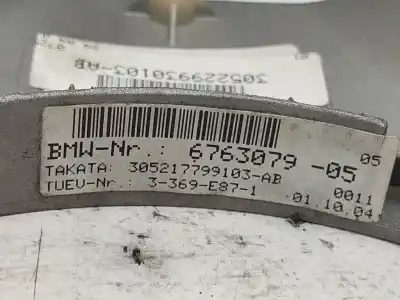 305229930103-AB
BMW-Nr.: 6763079 -05 05
TAKATA: 305217799103-AB 0011
TUEV-Nr.: 3-369-E87-1 01.10.04